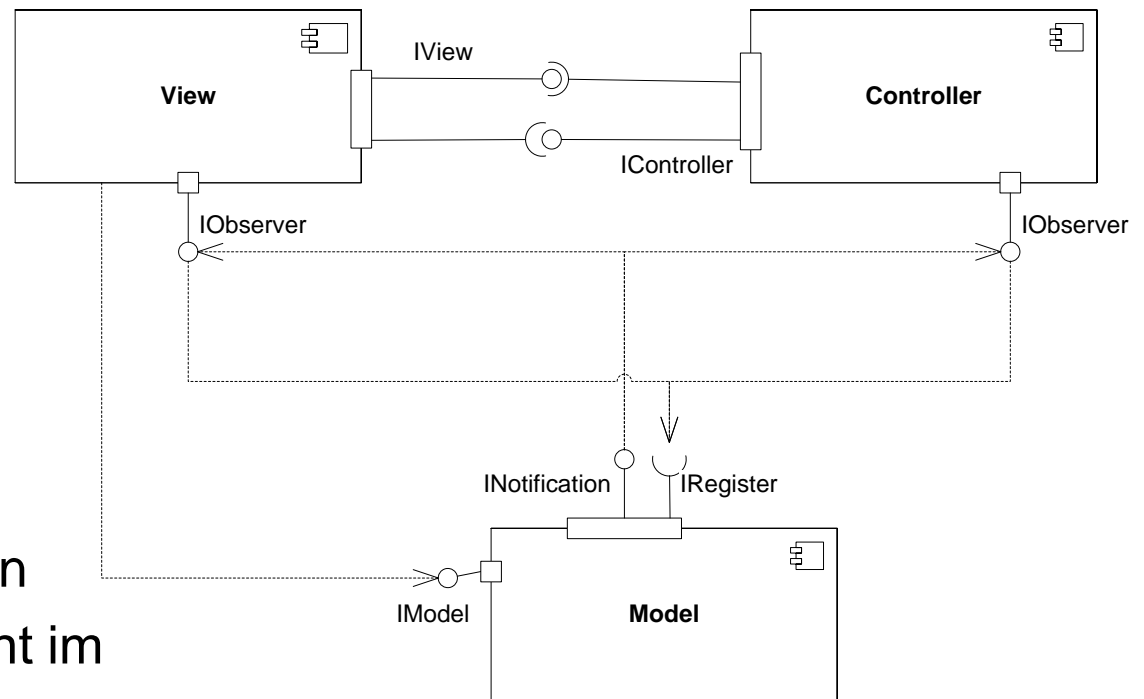 IView
View
Controller
IController
IObserver
IObserver
INotification
IRegister
IModel
Model
n
nt im